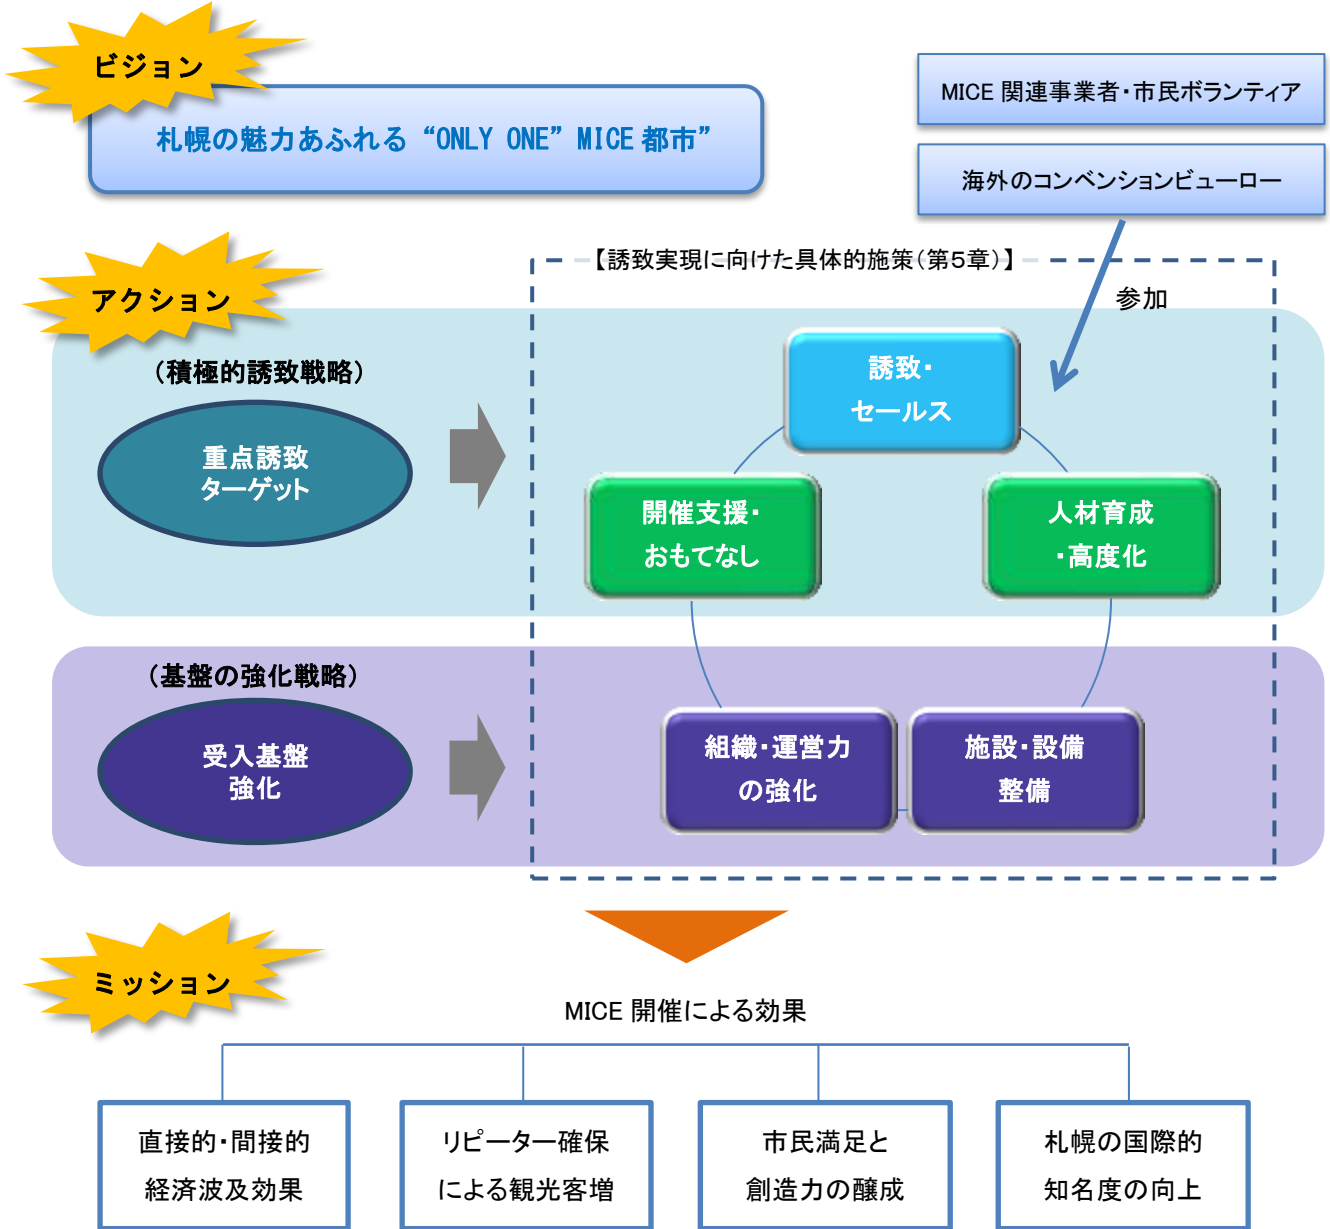 ビジョン
札幌の魅力あふれる “ONLY ONE” MICE 都市”
MICE 関連事業者・市民ボランティア
海外のコンベンションビューロー
【誘致実現に向けた具体的施策(第5章)】
参加
アクション
(積極的誘致戦略)
重点誘致
ターゲット
誘致・
セールス
開催支援・
おもてなし
人材育成
・高度化
(基盤の強化戦略)
受入基盤
強化
組織・運営力
の強化
施設・設備
整備
ミッション
MICE 開催による効果
直接的・間接的
経済波及効果
リピーター確保
による観光客増
市民満足と
創造力の醸成
札幌の国際的
知名度の向上